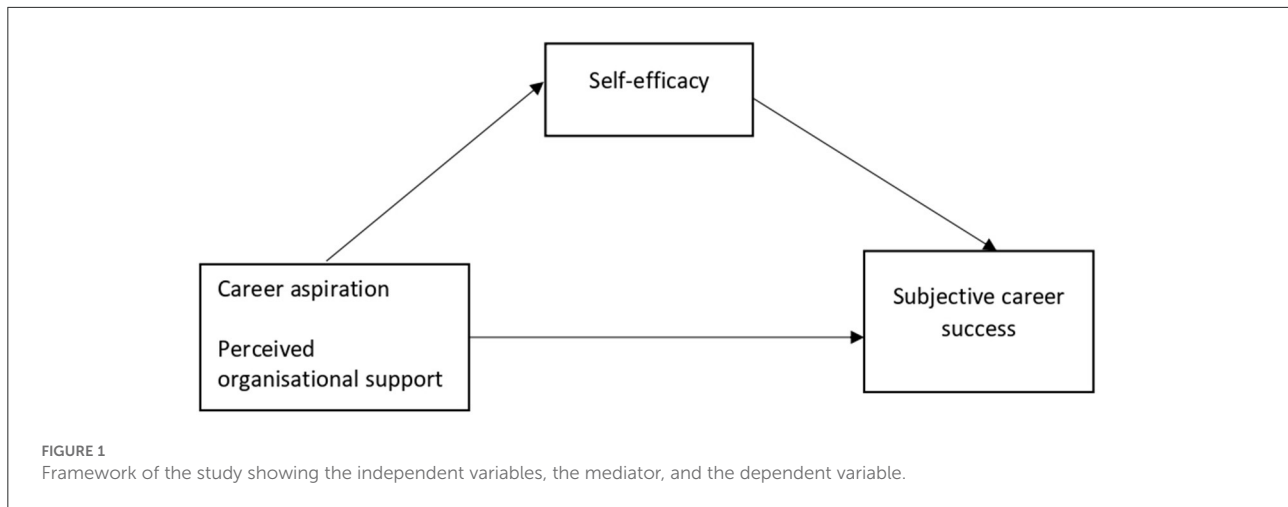 Self-efficacy
Career aspiration
Perceived
organisational support
Subjective career
success
FIGURE 1
Framework of the study showing the independent variables, the mediator, and the dependent variable.